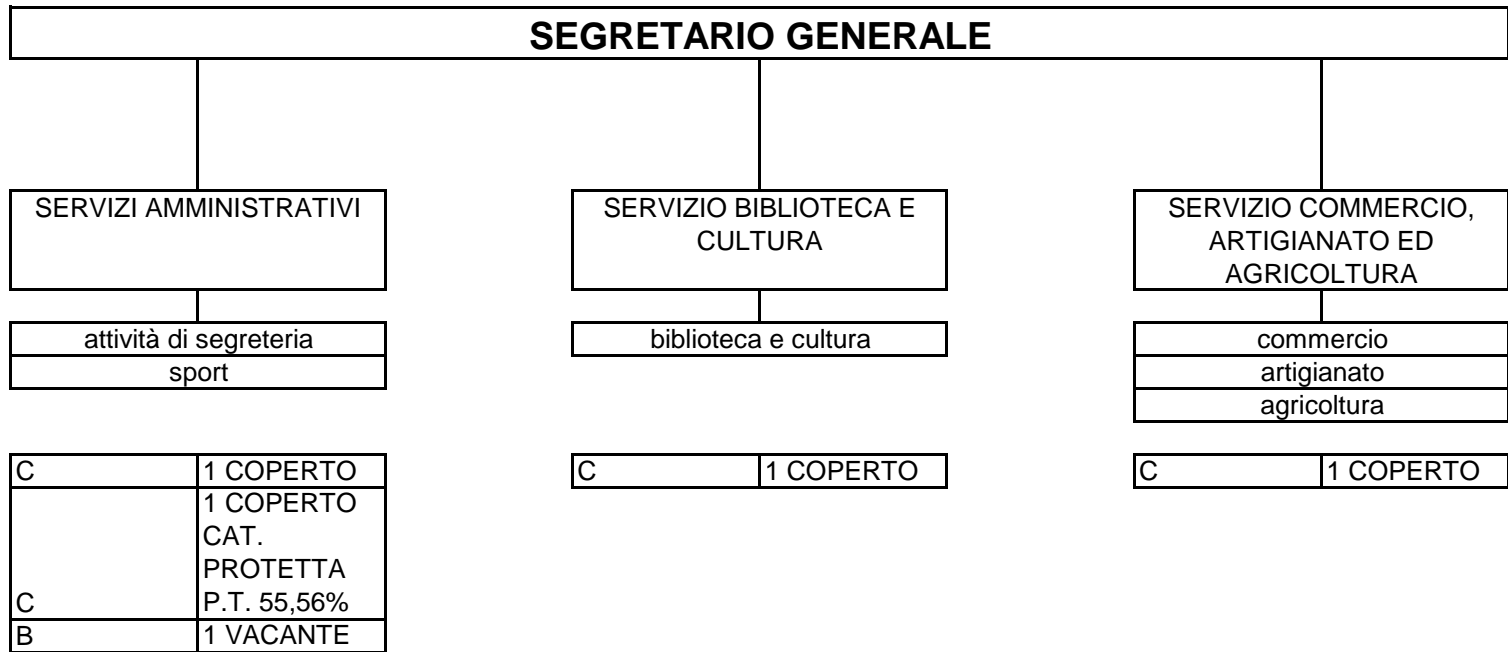 SEGRETARIO GENERALE
SERVIZI AMMINISTRATIVI
SERVIZIO BIBLIOTECA E
CULTURA
SERVIZIO COMMERCIO,
ARTIGIANATO ED
AGRICOLTURA
attività di segreteria
sport
biblioteca e cultura
commercio
artigianato
agricoltura
C 1 COPERTO
1 COPERTO
CAT.
PROTETTA
C P.T. 55,56%
B 1 VACANTE
C 1 COPERTO
C 1 COPERTO